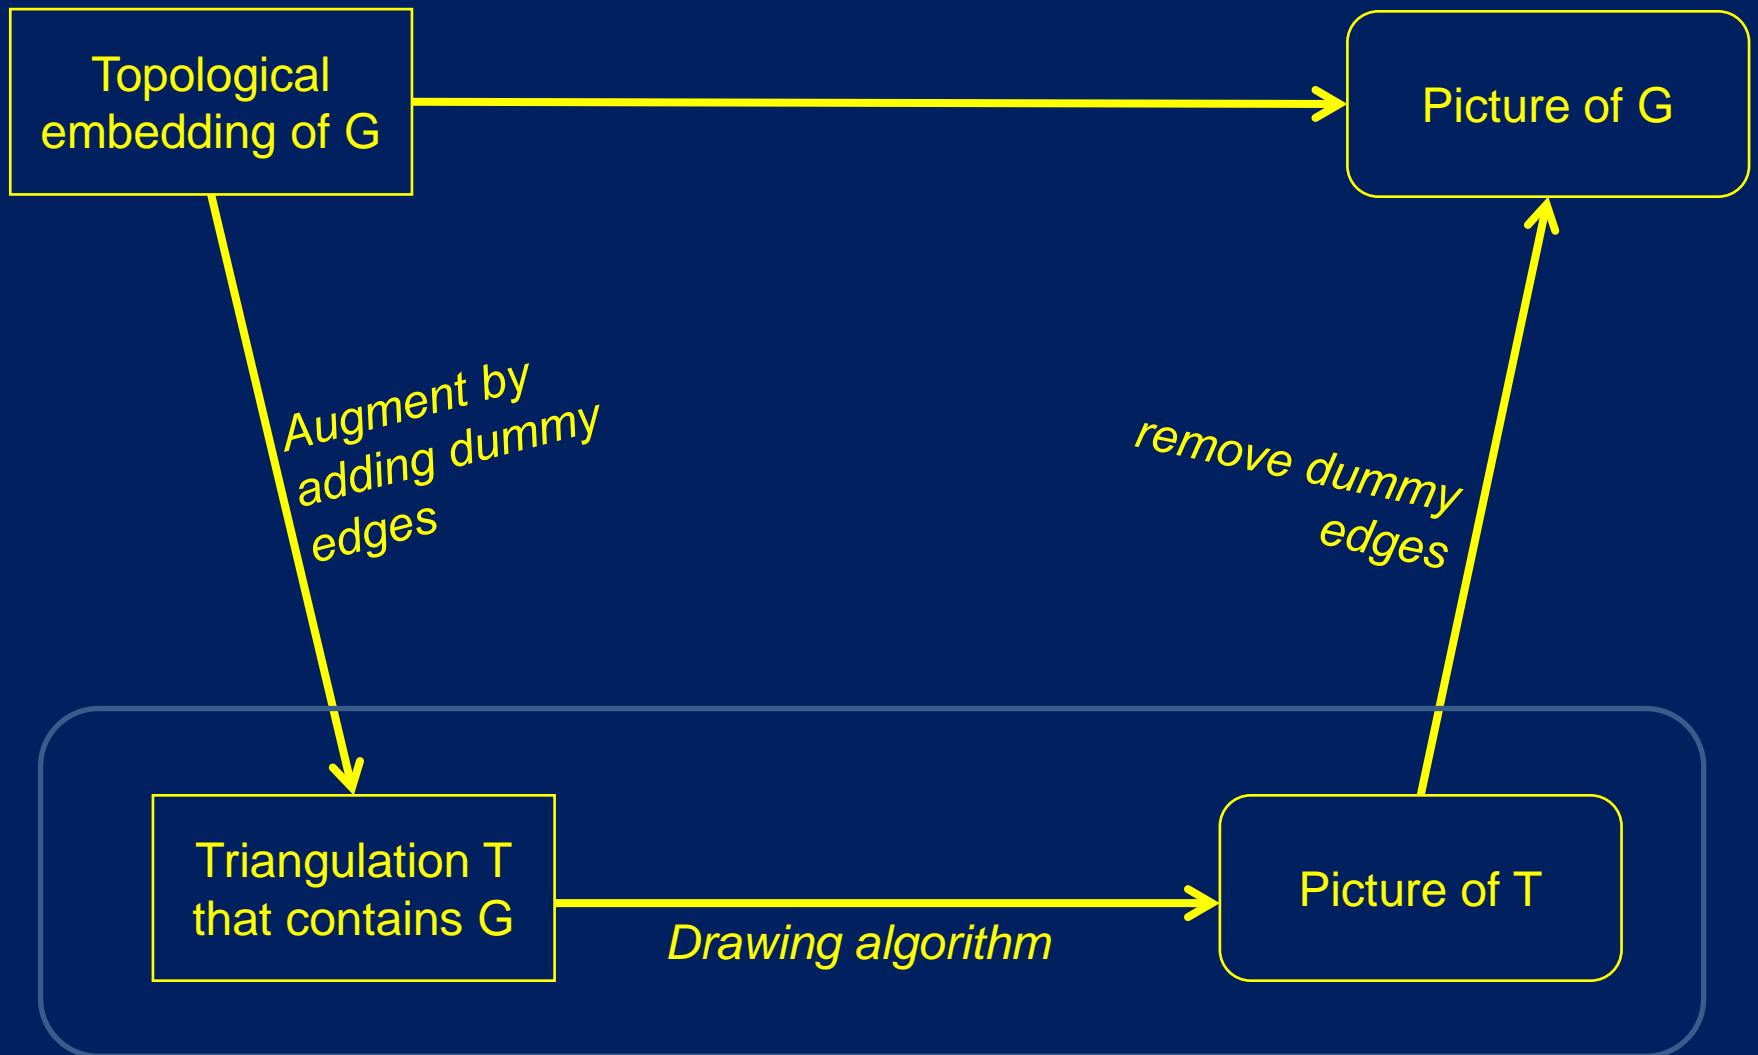 Topological
embedding of G
Picture of G
Augment by
adding dummy
edges
remove dummy
edges
Triangulation T
that contains G
Drawing algorithm
Picture of T